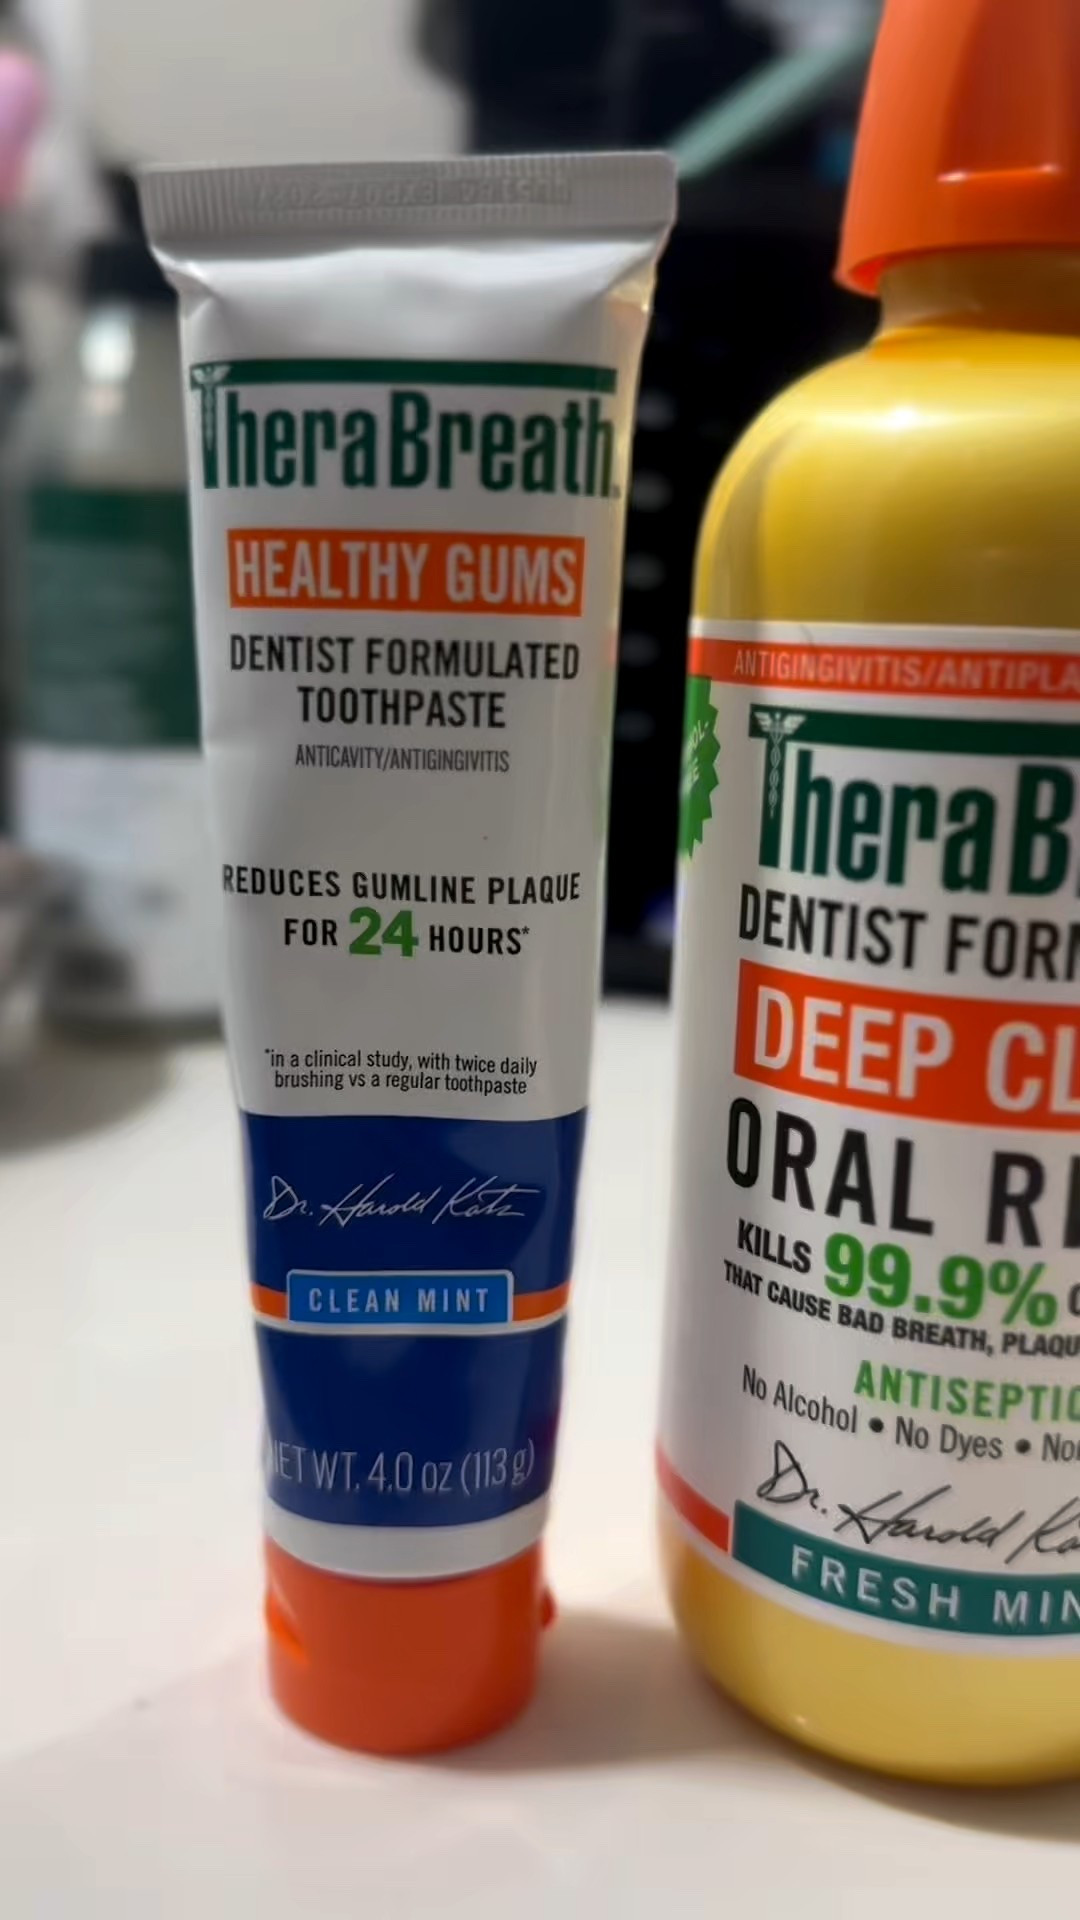 TheraBreath
HEALTHY GUMS
DENTIST FORMULATED
TOOTHPASTE
ANTICAVITY/ANTIGINGIVITIS
REDUCES GUMLINE PLAQUE
FOR 24 HOURS*
*in a clinical study, with twice daily
brushing vs a regular toothpaste
Dr. Harold Katz
CLEAN MINT
NET WT. 4.0 oz (113 g)
ANTIGINGIVITIS/ANTIPLA
TheraB
DENTIST FOR
DEEP CL
ORAL R
KILLS 99.9%
THAT CAUSE BAD BREATH, PLAQU
ANTISEPTIC
No Alcohol • No Dyes • No
Dr. Harold Ka
FRESH MIN